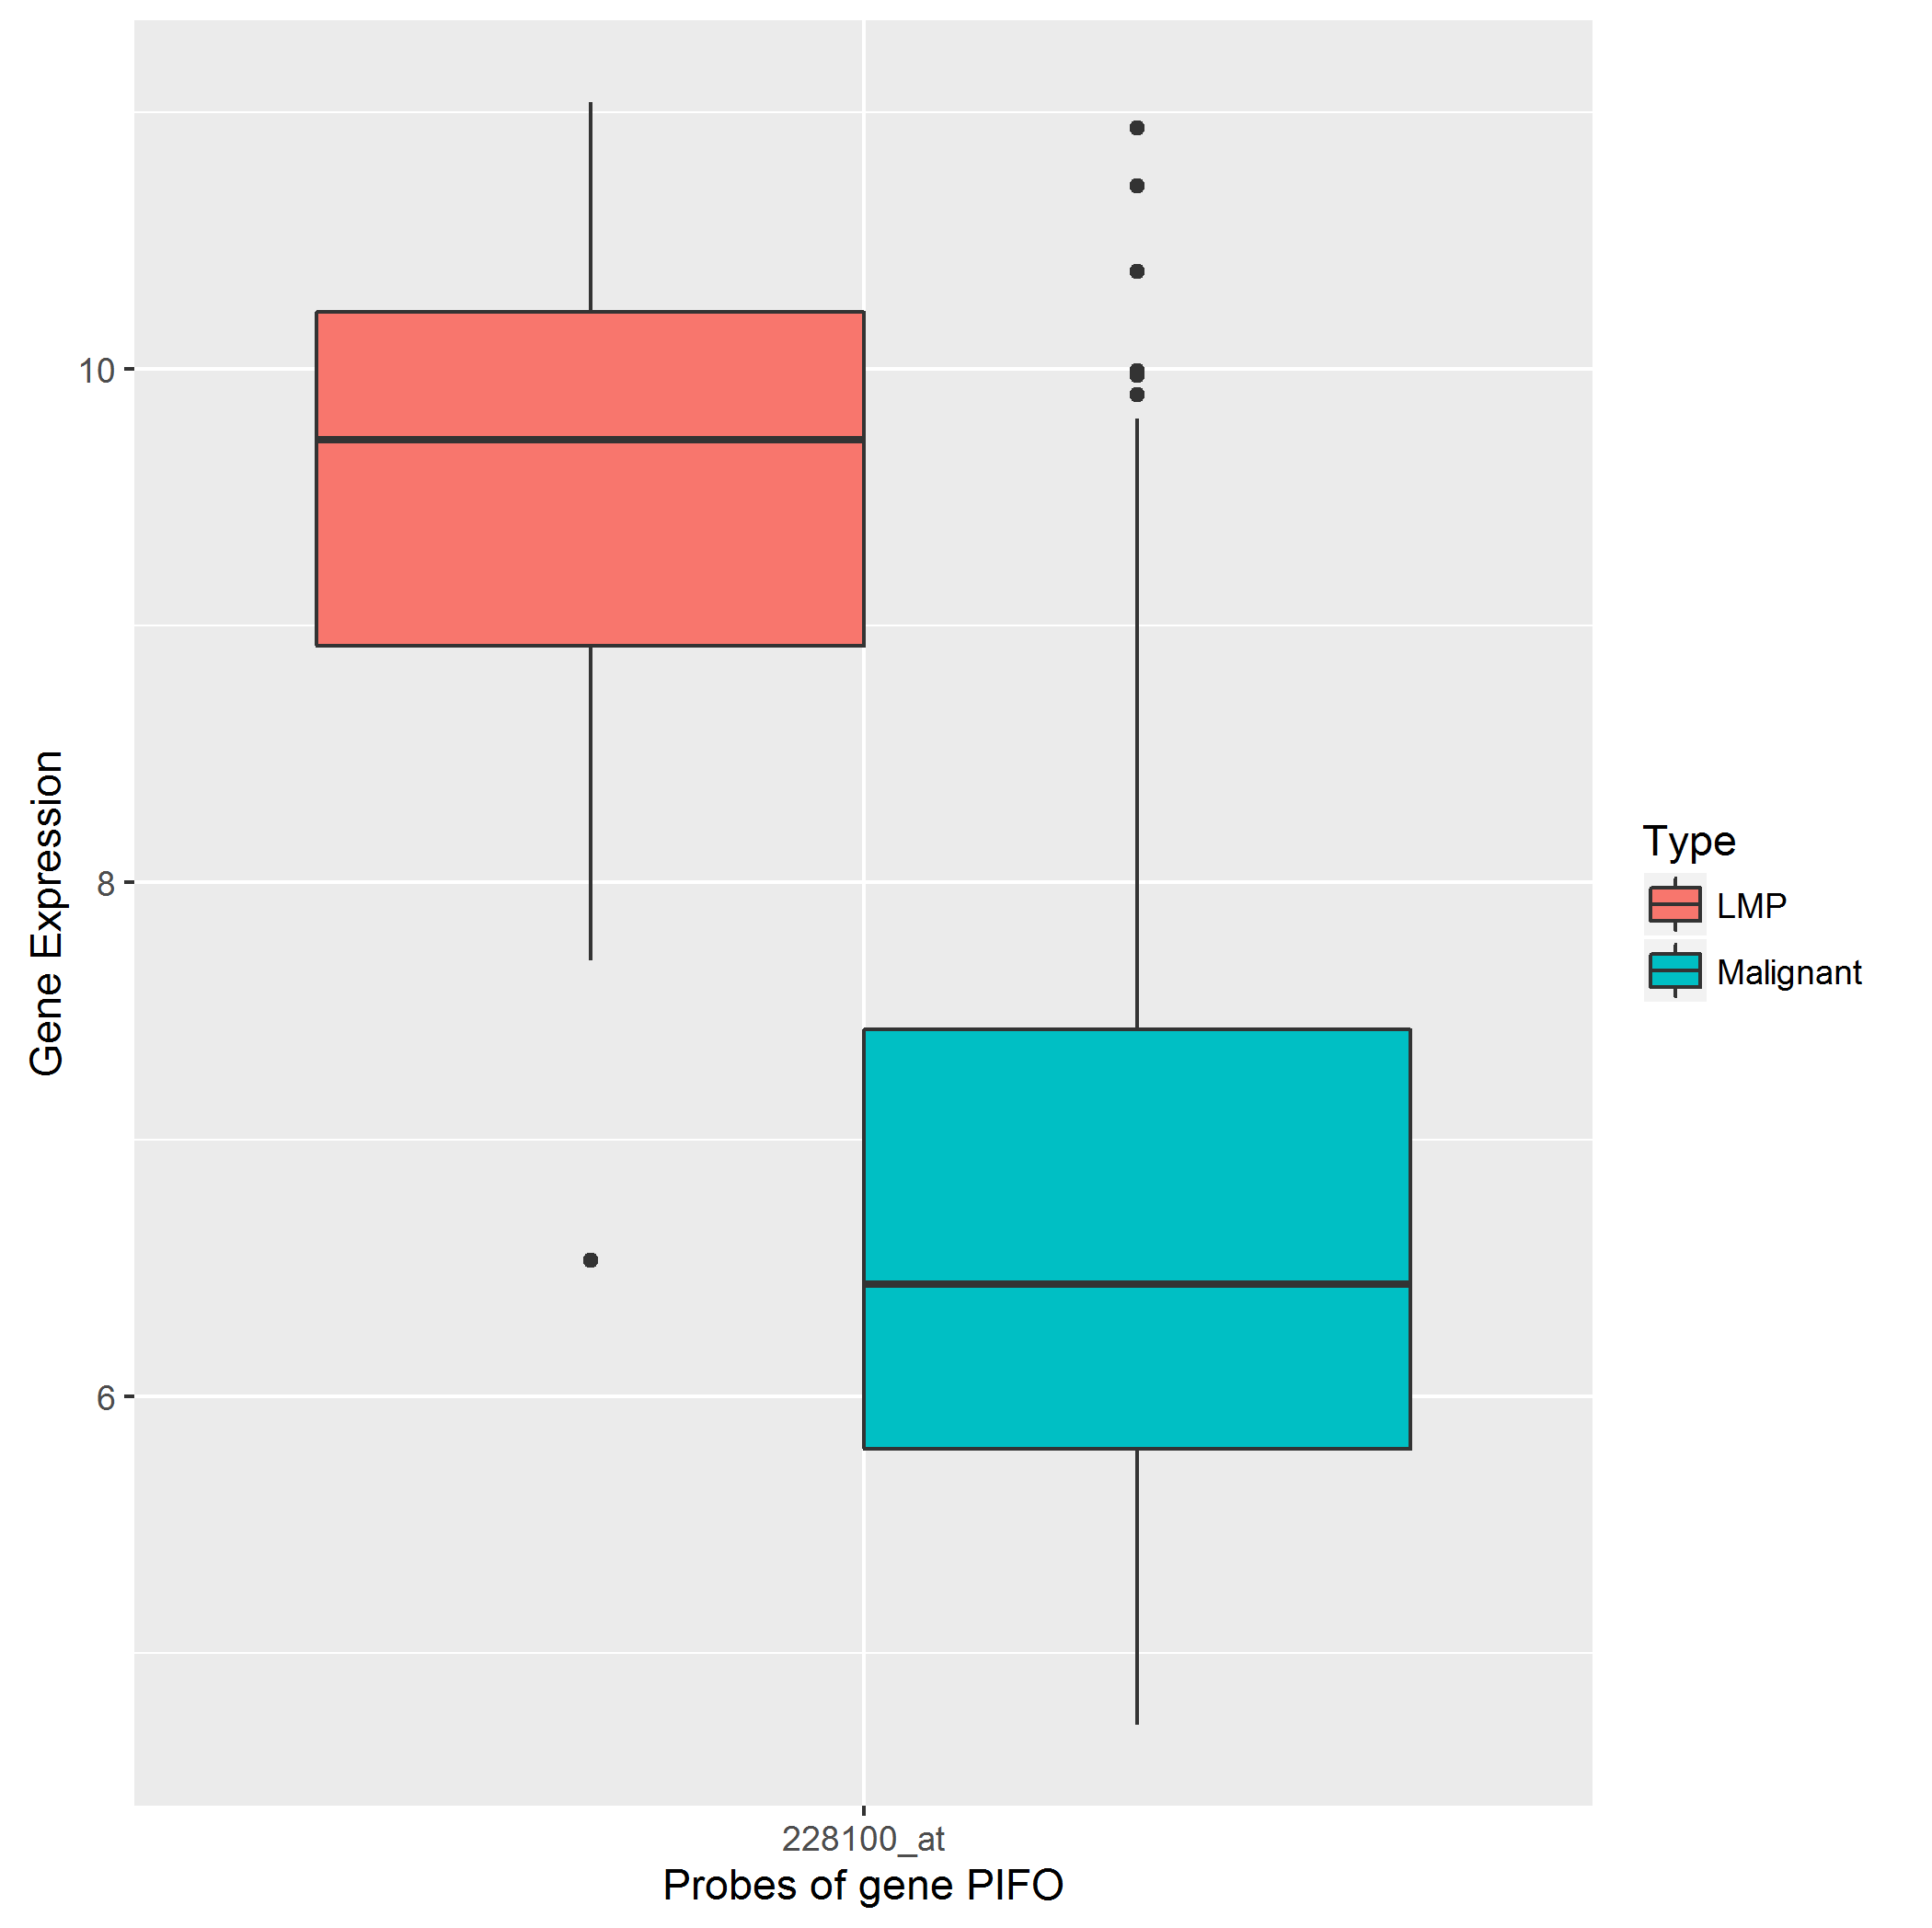 Gene Expression
10
8
6
228100_at
Probes of gene PIFO
Type
LMP
Malignant